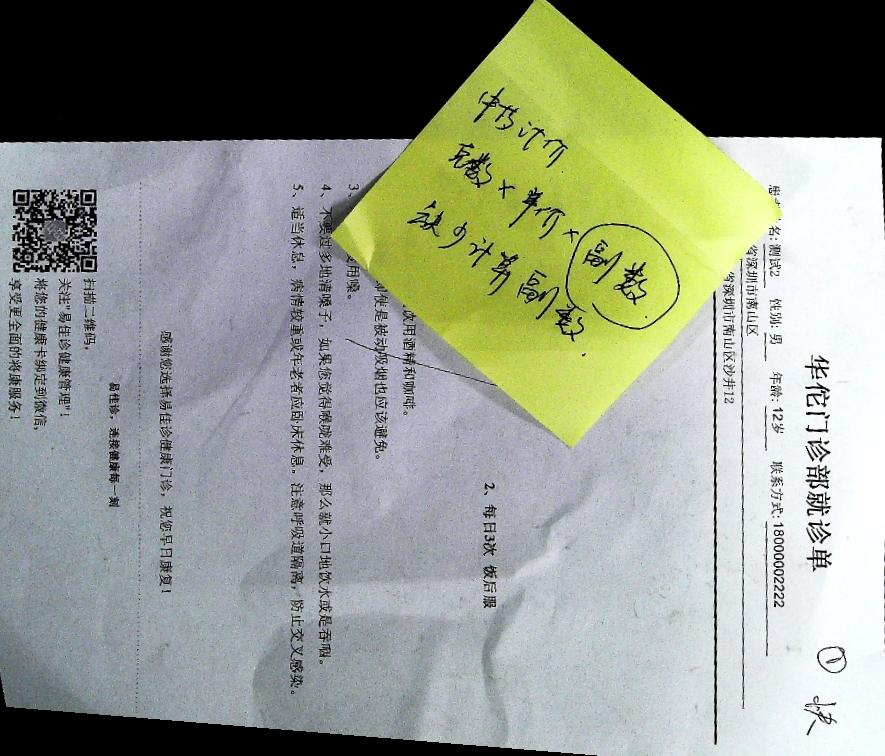 华佗门诊部就诊单
① 快
名: 测试2 性别: 男 年龄: 12岁 联系方式: 18000002222
省深圳市南山区
省深圳市南山区沙井12
中药计价
克数×单价×副数
缺少计算副数.
2、每日3次 饭后服
饮用酒精和咖啡。
使是被动吸烟也应该避免。
3、 用嗓。
4、不要过多地清嗓子，如果您觉得喉咙难受，那么就小口地饮水或是吞咽。
5、适当休息，病情较重或年老者应卧床休息。注意呼吸道隔离，防止交叉感染。
感谢您选择易佳诊健康门诊，祝您早日康复！
易佳诊，连接健康每一刻
扫描二维码，
关注"易佳诊健康管理"！
将您的健康卡绑定到微信，
享受更全面的将康服务！